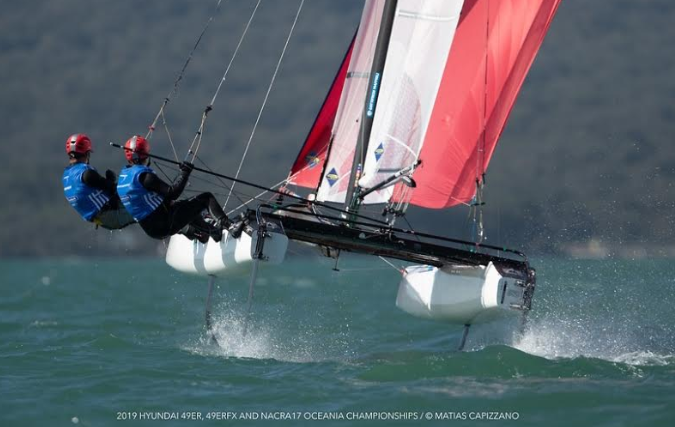 2019 HYUNDAI 49ER, 49ERFX AND NACRA17 OCEANIA CHAMPIONSHIPS / © MATIAS CAPIZZANO